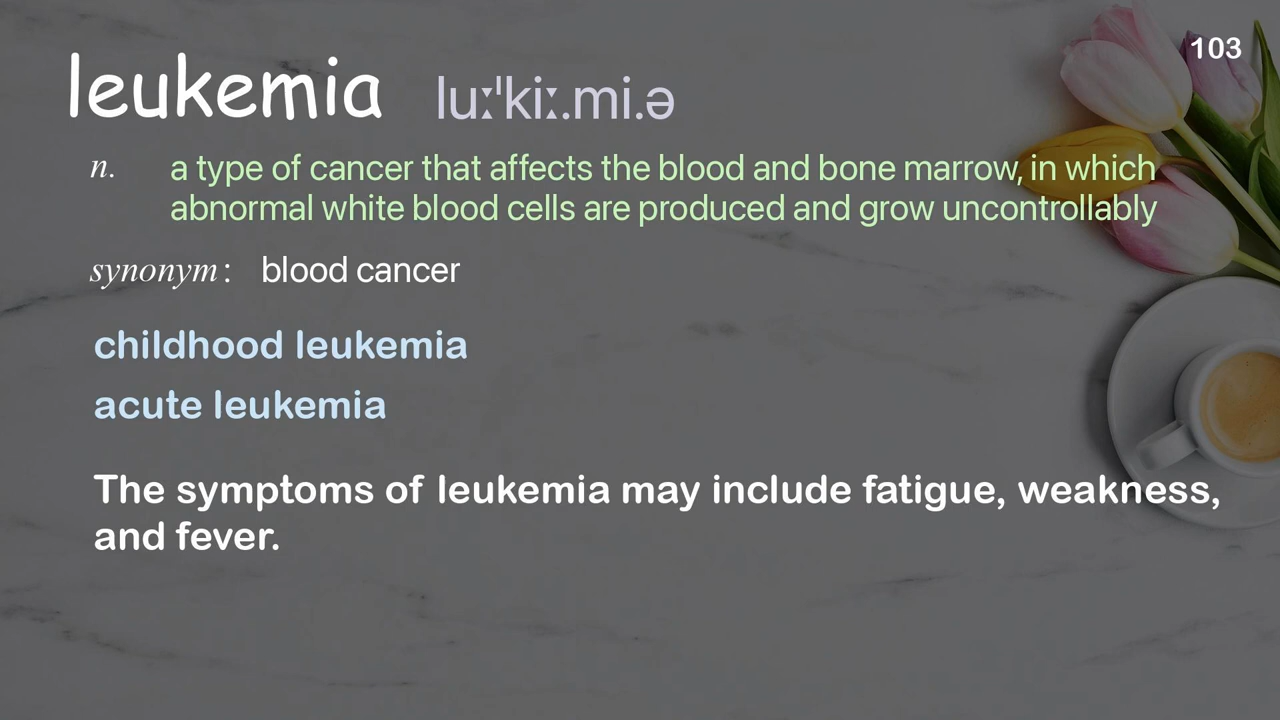 103
leukemia luːˈkiː.mi.ə
n. a type of cancer that affects the blood and bone marrow, in which
abnormal white blood cells are produced and grow uncontrollably
synonym: blood cancer
childhood leukemia
acute leukemia
The symptoms of leukemia may include fatigue, weakness,
and fever.